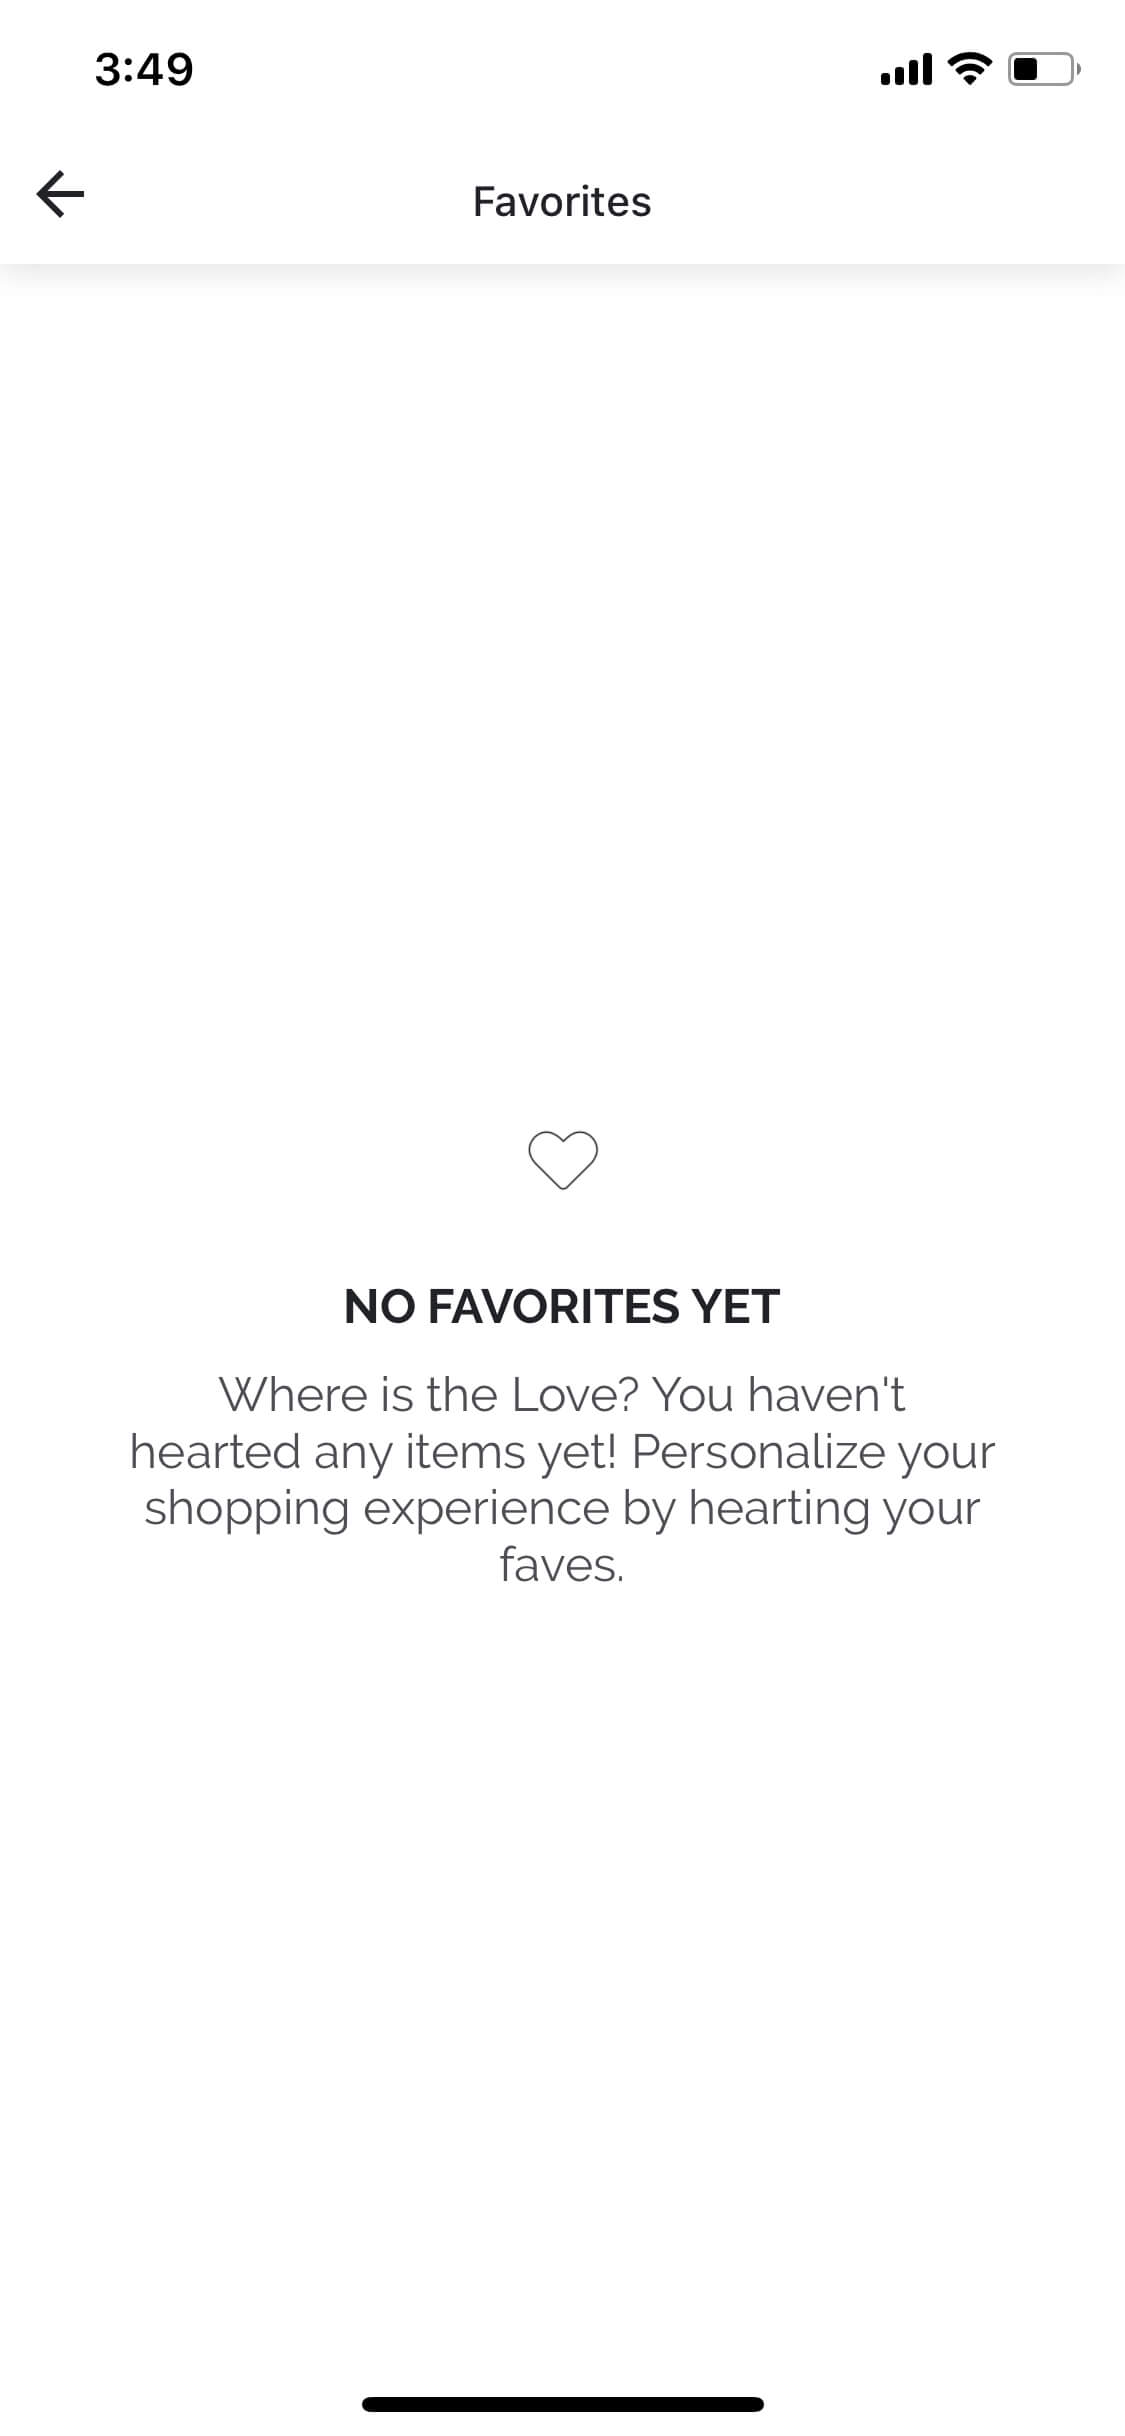 3:49
Favorites
NO FAVORITES YET
Where is the Love? You haven't
hearted any items yet! Personalize your
shopping experience by hearting your
faves.